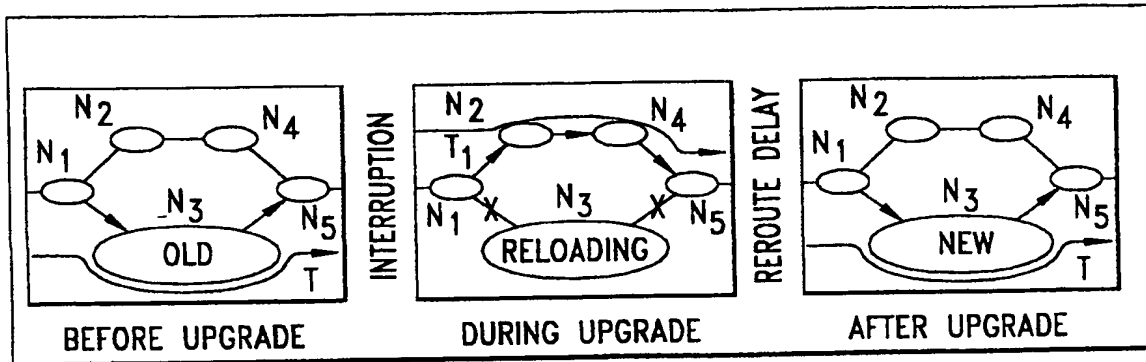 N2
N4
N1
N3
N5
OLD
T
BEFORE UPGRADE
INTERRUPTION
N2
N4
T1
N1
N3
N5
RELOADING
DURING UPGRADE
REROUTE DELAY
N2
N4
N1
N3
N5
NEW
T
AFTER UPGRADE